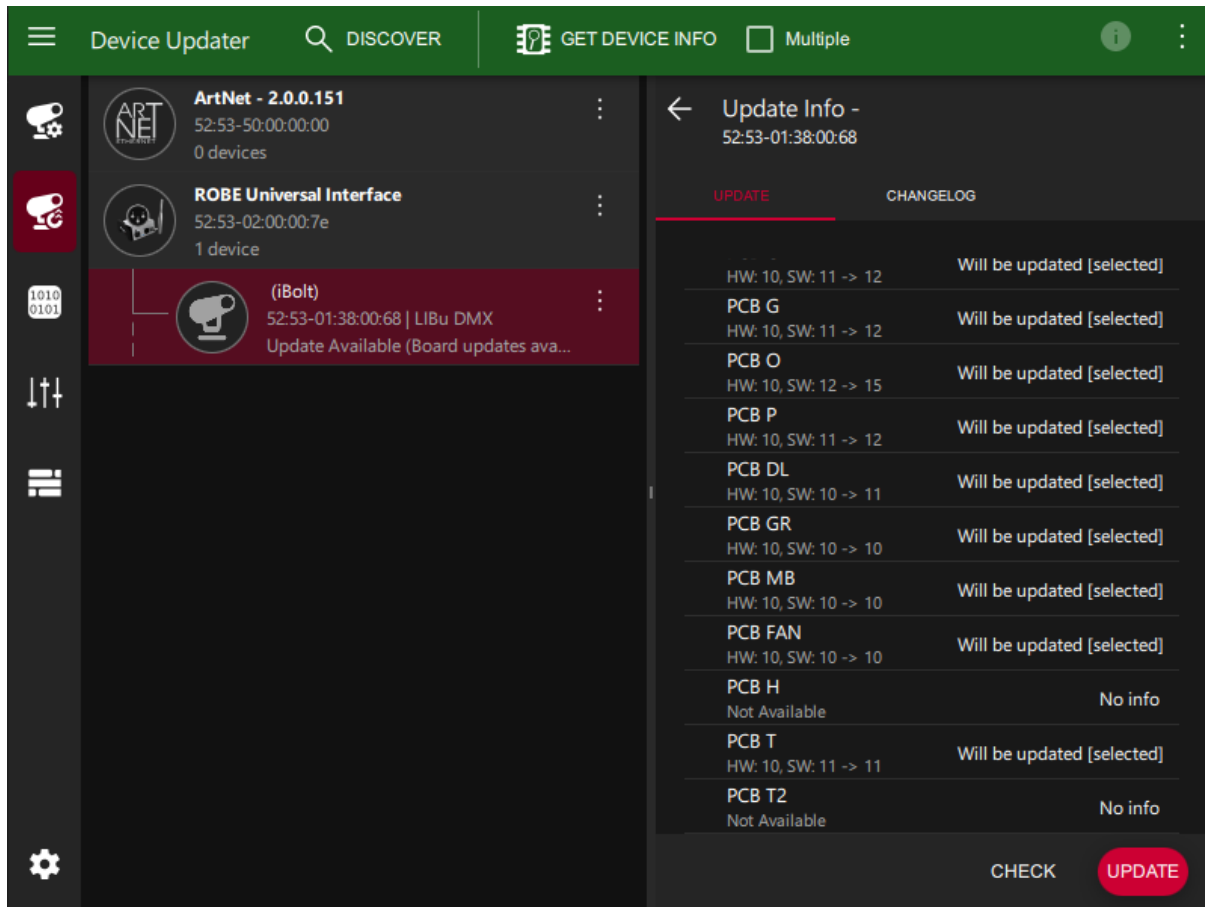 Device Updater
DISCOVER
GET DEVICE INFO
Multiple
ART
NET
ETHERNET
ArtNet - 2.0.0.151
52:53-50:00:00:00
0 devices
ROBE Universal Interface
52:53-02:00:00:7e
1 device
(iBolt)
52:53-01:38:00:68 | LIBu DMX
Update Available (Board updates ava...
1010
0101
Update Info -
52:53-01:38:00:68
UPDATE
CHANGELOG
HW: 10, SW: 11 -> 12
Will be updated [selected]
PCB G
HW: 10, SW: 11 -> 12
Will be updated [selected]
PCB O
HW: 10, SW: 12 -> 15
Will be updated [selected]
PCB P
HW: 10, SW: 11 -> 12
Will be updated [selected]
PCB DL
HW: 10, SW: 10 -> 11
Will be updated [selected]
PCB GR
HW: 10, SW: 10 -> 10
Will be updated [selected]
PCB MB
HW: 10, SW: 10 -> 10
Will be updated [selected]
PCB FAN
HW: 10, SW: 10 -> 10
Will be updated [selected]
PCB H
Not Available
No info
PCB T
HW: 10, SW: 11 -> 11
Will be updated [selected]
PCB T2
Not Available
No info
CHECK
UPDATE